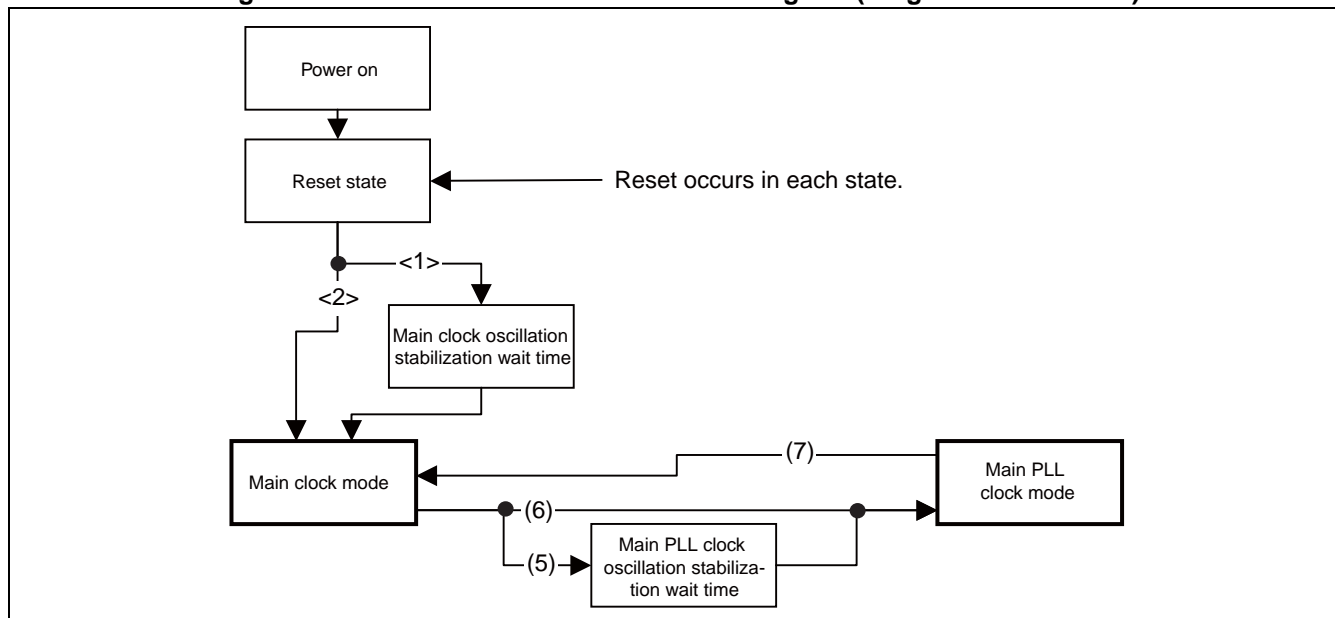 Power on
Reset state
Reset occurs in each state.
<1>
<2>
Main clock oscillation
stabilization wait time
(7)
Main clock mode
Main PLL
clock mode
(6)
(5)
Main PLL clock
oscillation stabiliza-
tion wait time